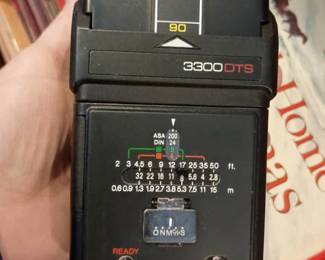 90
3300DTS
ASA 200
DIN 24
2 3 4.5 6 9 12 17 25 35 50 ft.
32 22 16 11 8 5.6 4 2.8
0.6 0.9 1.3 1.9 2.7 3.8 5.3 7.5 11 15 m
READY
Home
mas